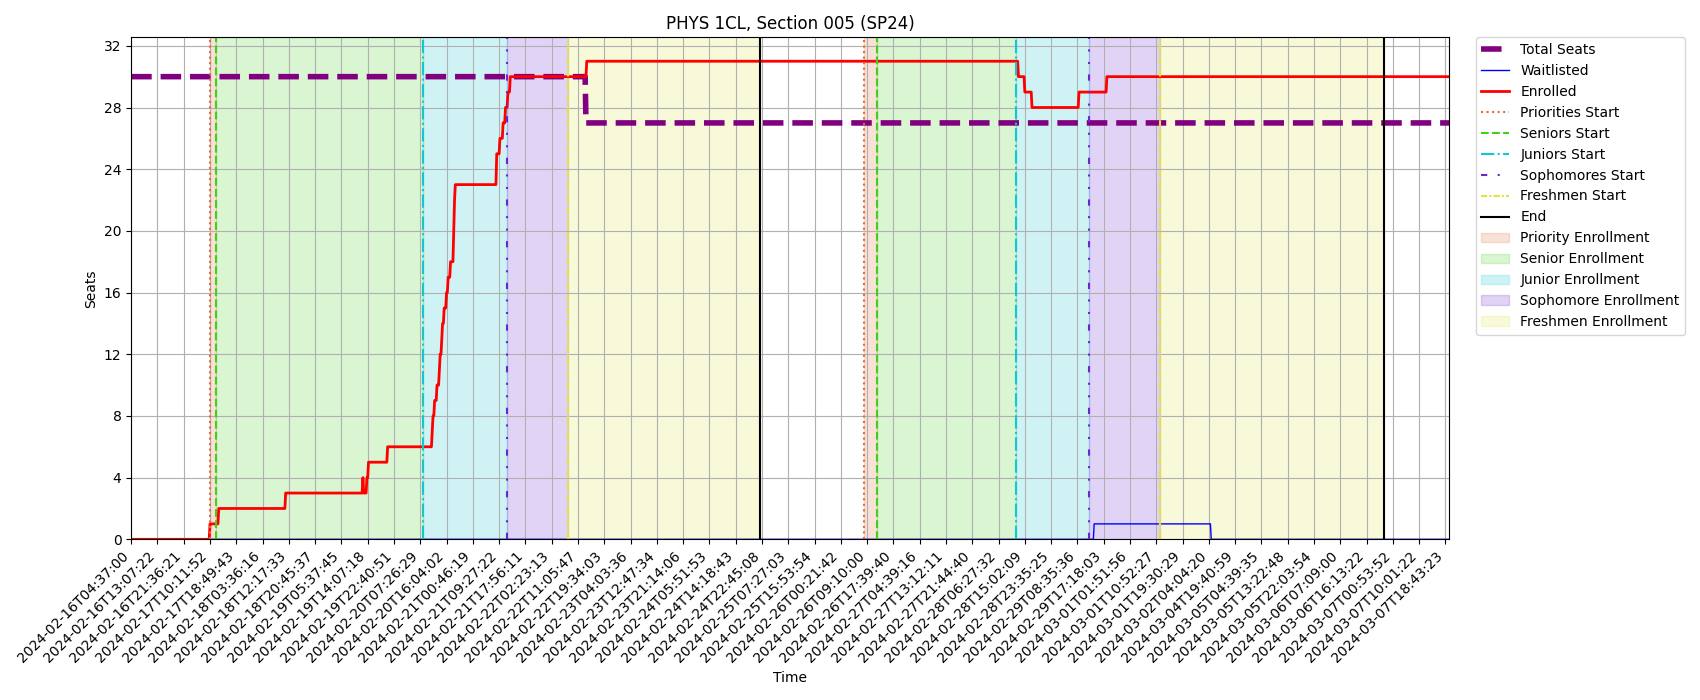 PHYS 1CL, Section 005 (SP24)
32
28
24
20
16
12
8
4
0
Seats
2024-02-16T04:37:00
2024-02-16T13:07:22
2024-02-16T21:36:21
2024-02-17T10:11:52
2024-02-17T18:49:43
2024-02-18T03:36:16
2024-02-18T12:17:33
2024-02-18T20:45:37
2024-02-19T05:37:45
2024-02-19T14:07:18
2024-02-19T22:40:51
2024-02-20T07:26:29
2024-02-20T16:04:02
2024-02-21T00:46:19
2024-02-21T09:27:22
2024-02-21T17:56:11
2024-02-22T02:23:13
2024-02-22T11:05:47
2024-02-22T19:34:03
2024-02-23T04:03:36
2024-02-23T12:47:34
2024-02-23T21:14:06
2024-02-24T05:51:53
2024-02-24T14:18:43
2024-02-24T22:45:08
2024-02-25T07:27:03
2024-02-25T15:53:54
2024-02-26T00:21:42
2024-02-26T09:10:00
2024-02-26T17:39:40
2024-02-27T04:39:16
2024-02-27T13:12:11
2024-02-27T21:44:40
2024-02-28T06:27:32
2024-02-28T15:02:09
2024-02-28T23:35:25
2024-02-29T08:35:36
2024-02-29T17:18:03
2024-03-01T01:51:56
2024-03-01T10:52:27
2024-03-01T19:30:29
2024-03-02T04:04:20
2024-03-04T19:40:59
2024-03-05T04:39:35
2024-03-05T13:22:48
2024-03-05T22:03:54
2024-03-06T07:09:00
2024-03-06T16:13:22
2024-03-07T00:53:52
2024-03-07T10:01:22
2024-03-07T18:43:23
Time
Total Seats
Waitlisted
Enrolled
Priorities Start
Seniors Start
Juniors Start
Sophomores Start
Freshmen Start
End
Priority Enrollment
Senior Enrollment
Junior Enrollment
Sophomore Enrollment
Freshmen Enrollment